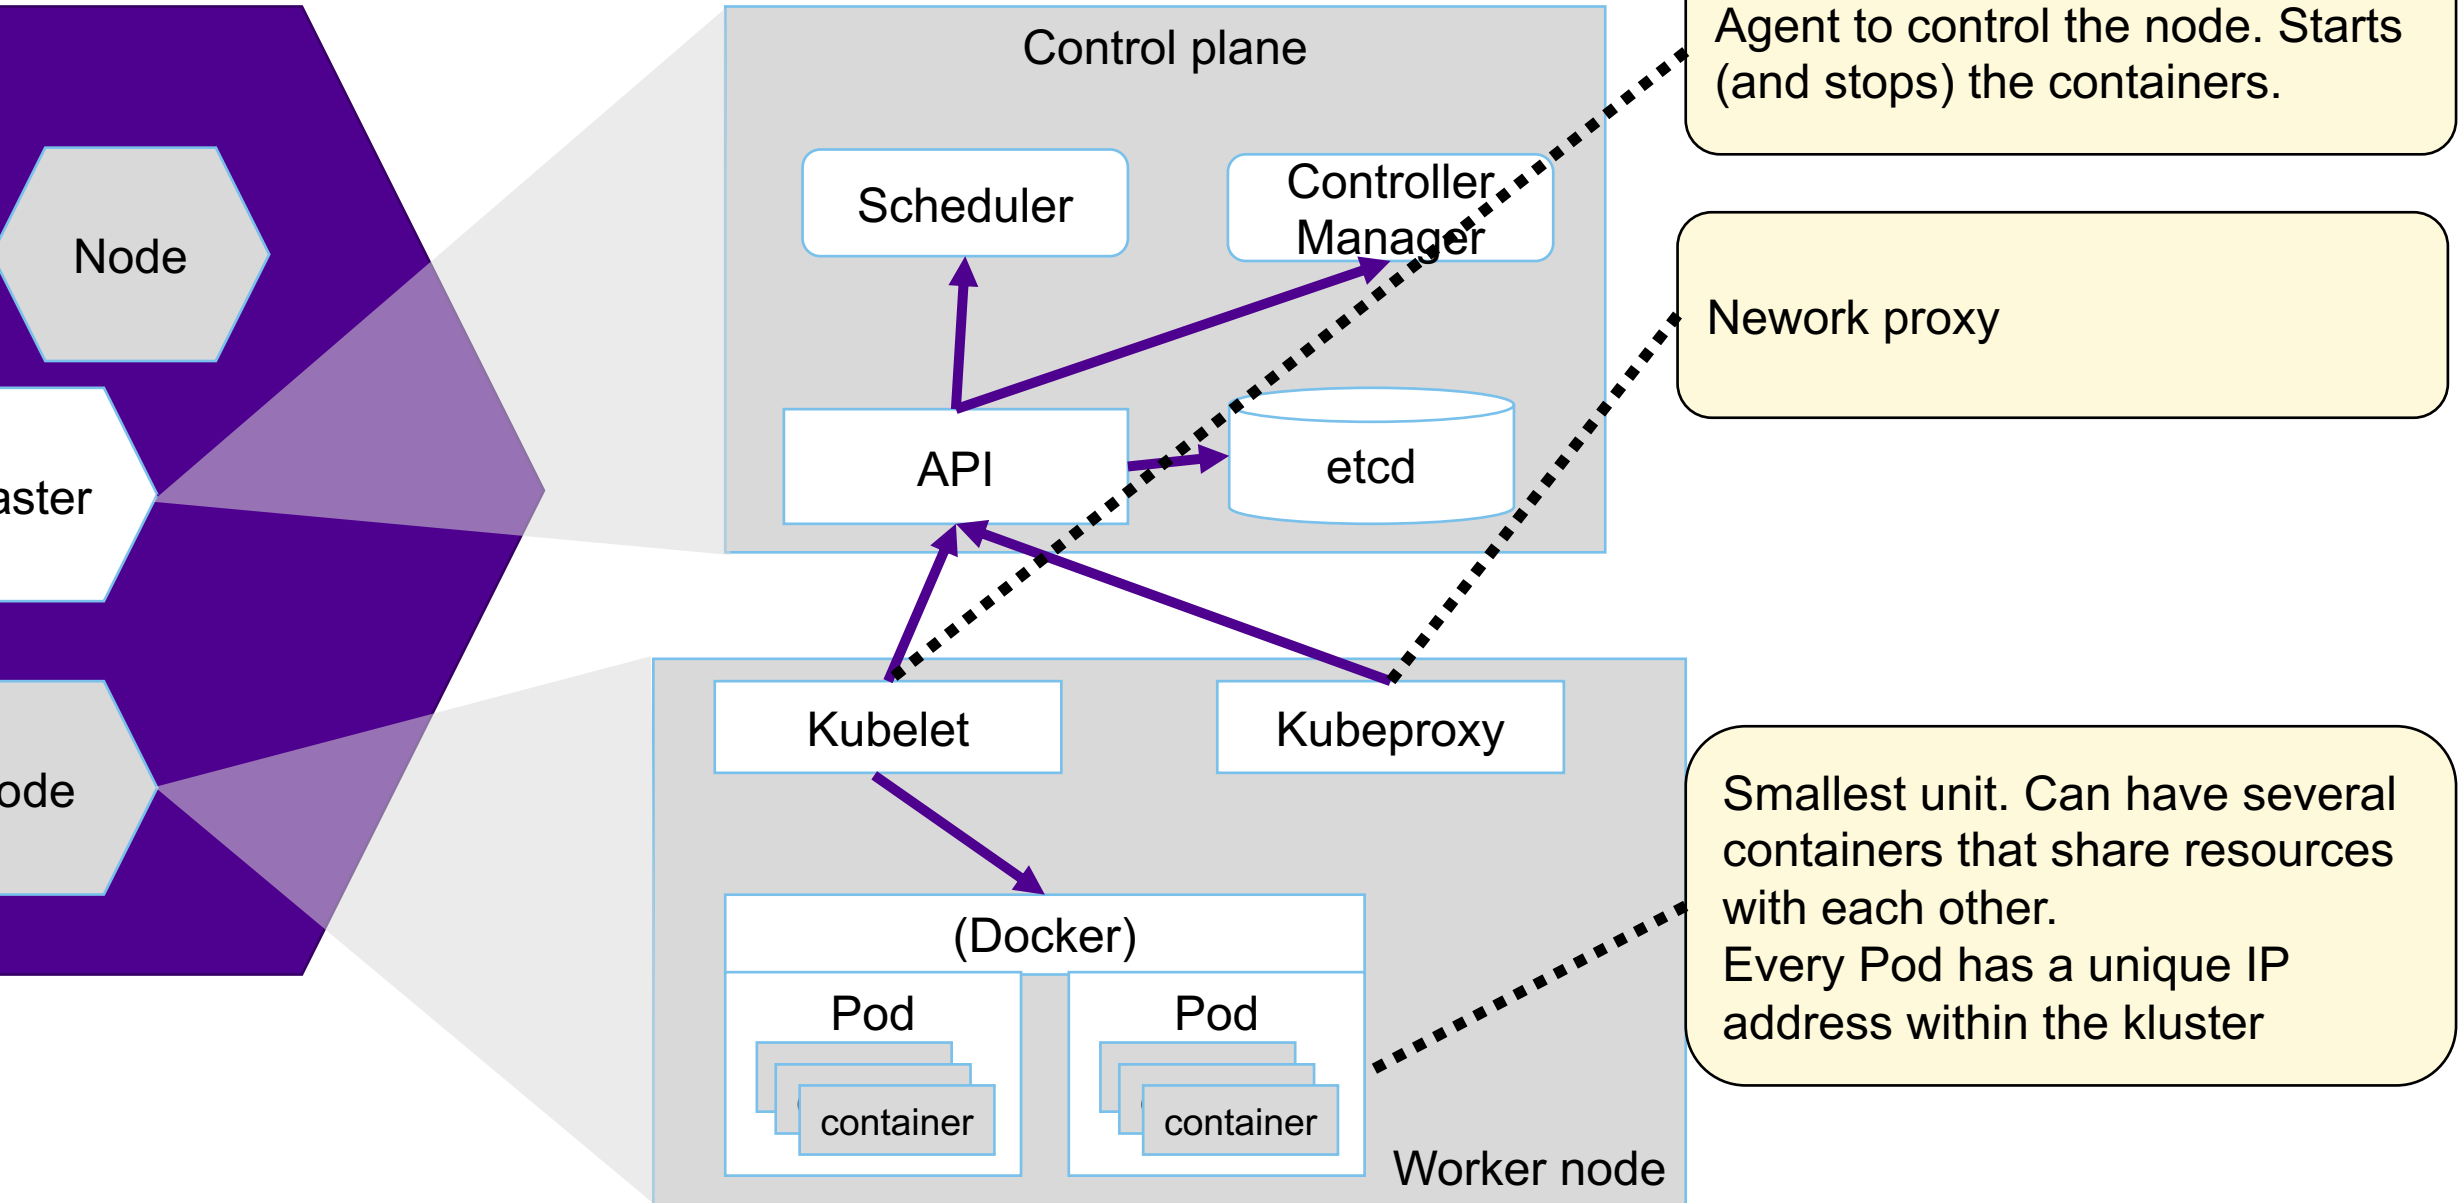 Control plane
Agent to control the node. Starts
(and stops) the containers.
Scheduler
Controller
Manager
Node
Nework proxy
API
etcd
aster
Kubelet
Kubeproxy
ode
Smallest unit. Can have several
containers that share resources
with each other.
Every Pod has a unique IP
address within the kluster
(Docker)
Pod
Pod
container
container
Worker node